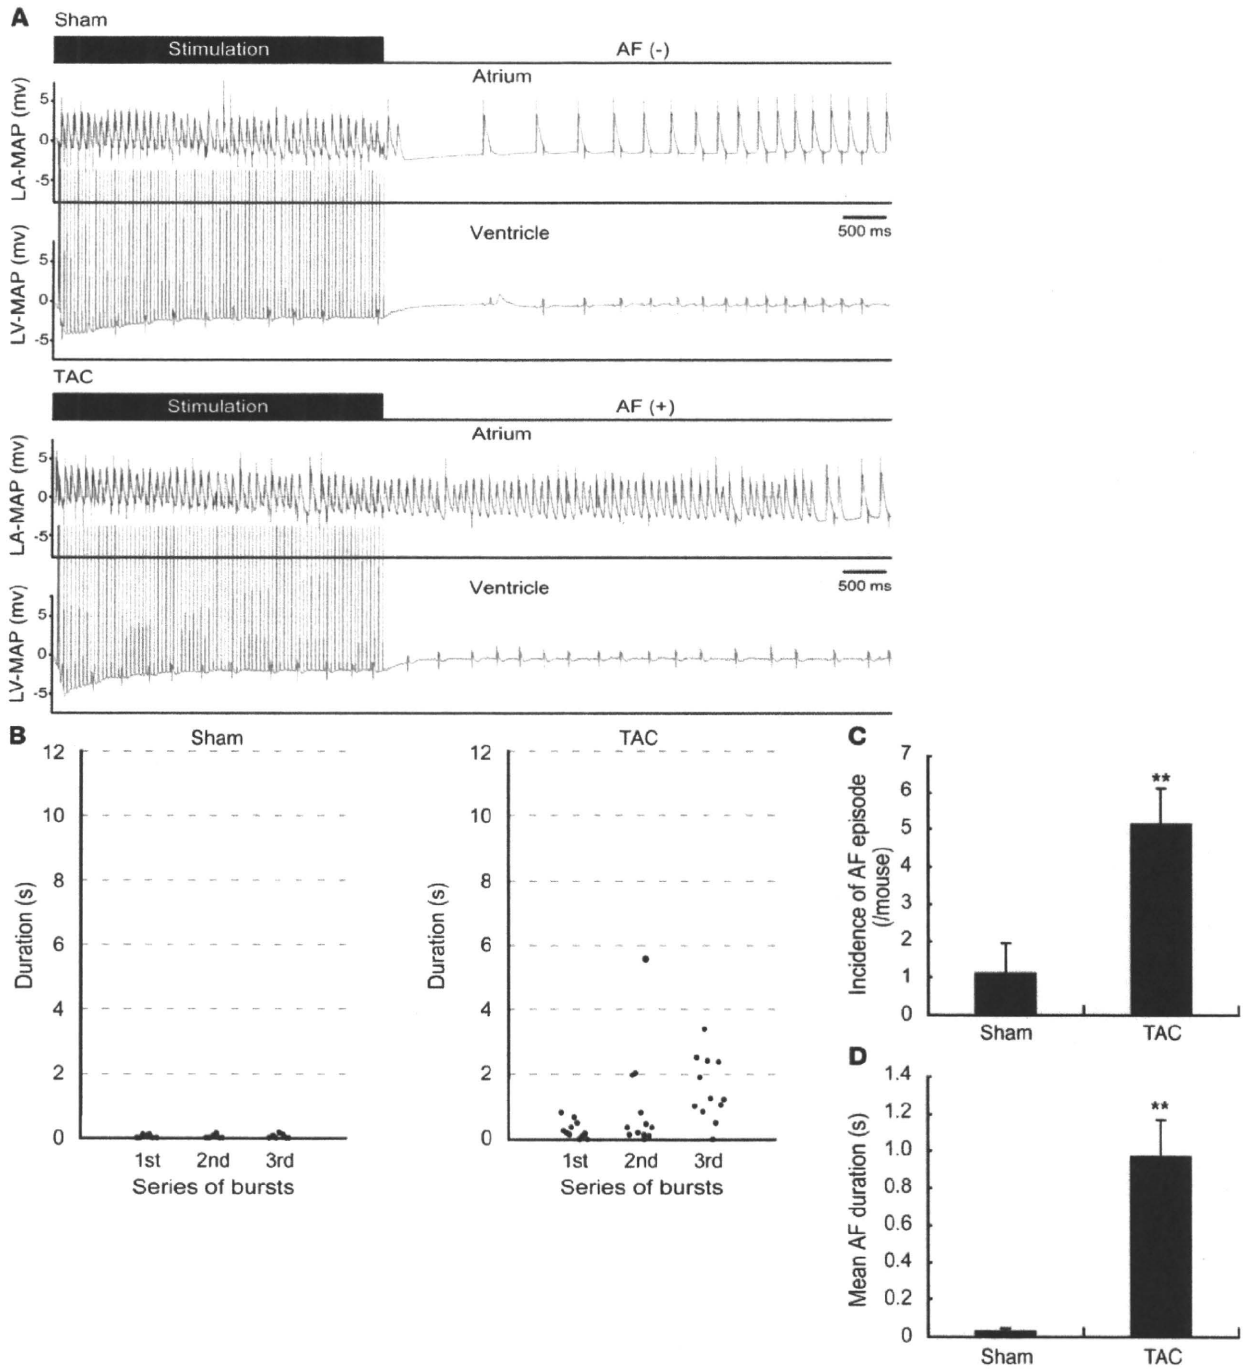 A
Sham
Stimulation
AF (-)
Atrium
LA-MAP (mv)
5
0
-5
500 ms
Ventricle
LV-MAP (mv)
5
0
-5
TAC
Stimulation
AF (+)
Atrium
LA-MAP (mv)
5
0
-5
500 ms
Ventricle
LV-MAP (mv)
5
0
-5
B
Sham
12
10
8
6
4
2
0
Duration (s)
1st 2nd 3rd
Series of bursts
TAC
12
10
8
6
4
2
0
Duration (s)
1st 2nd 3rd
Series of bursts
C
7
6
5
4
3
2
1
0
Incidence of AF episode
(/mouse)
**
Sham TAC
D
1.4
1.2
1.0
0.8
0.6
0.4
0.2
0
Mean AF duration (s)
**
Sham TAC